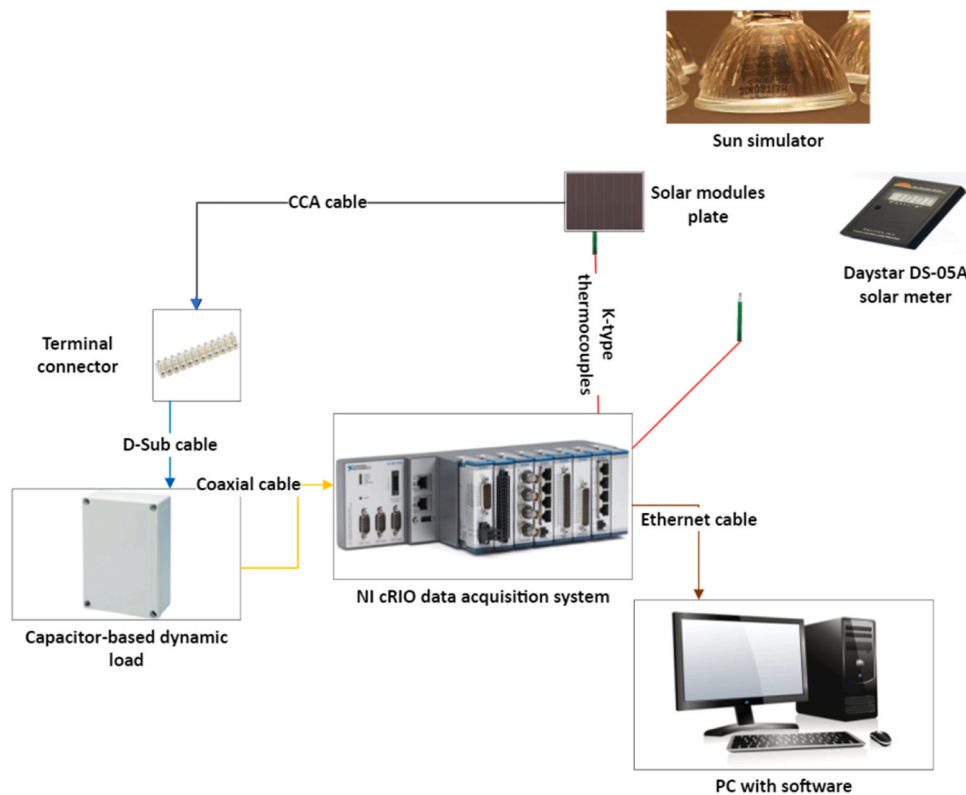 Sun simulator
CCA cable
Solar modules
plate
Daystar DS-05A
solar meter
K-type
thermocouples
Terminal
connector
D-Sub cable
Coaxial cable
Ethernet cable
NI cRIO data acquisition system
Capacitor-based dynamic
load
PC with software